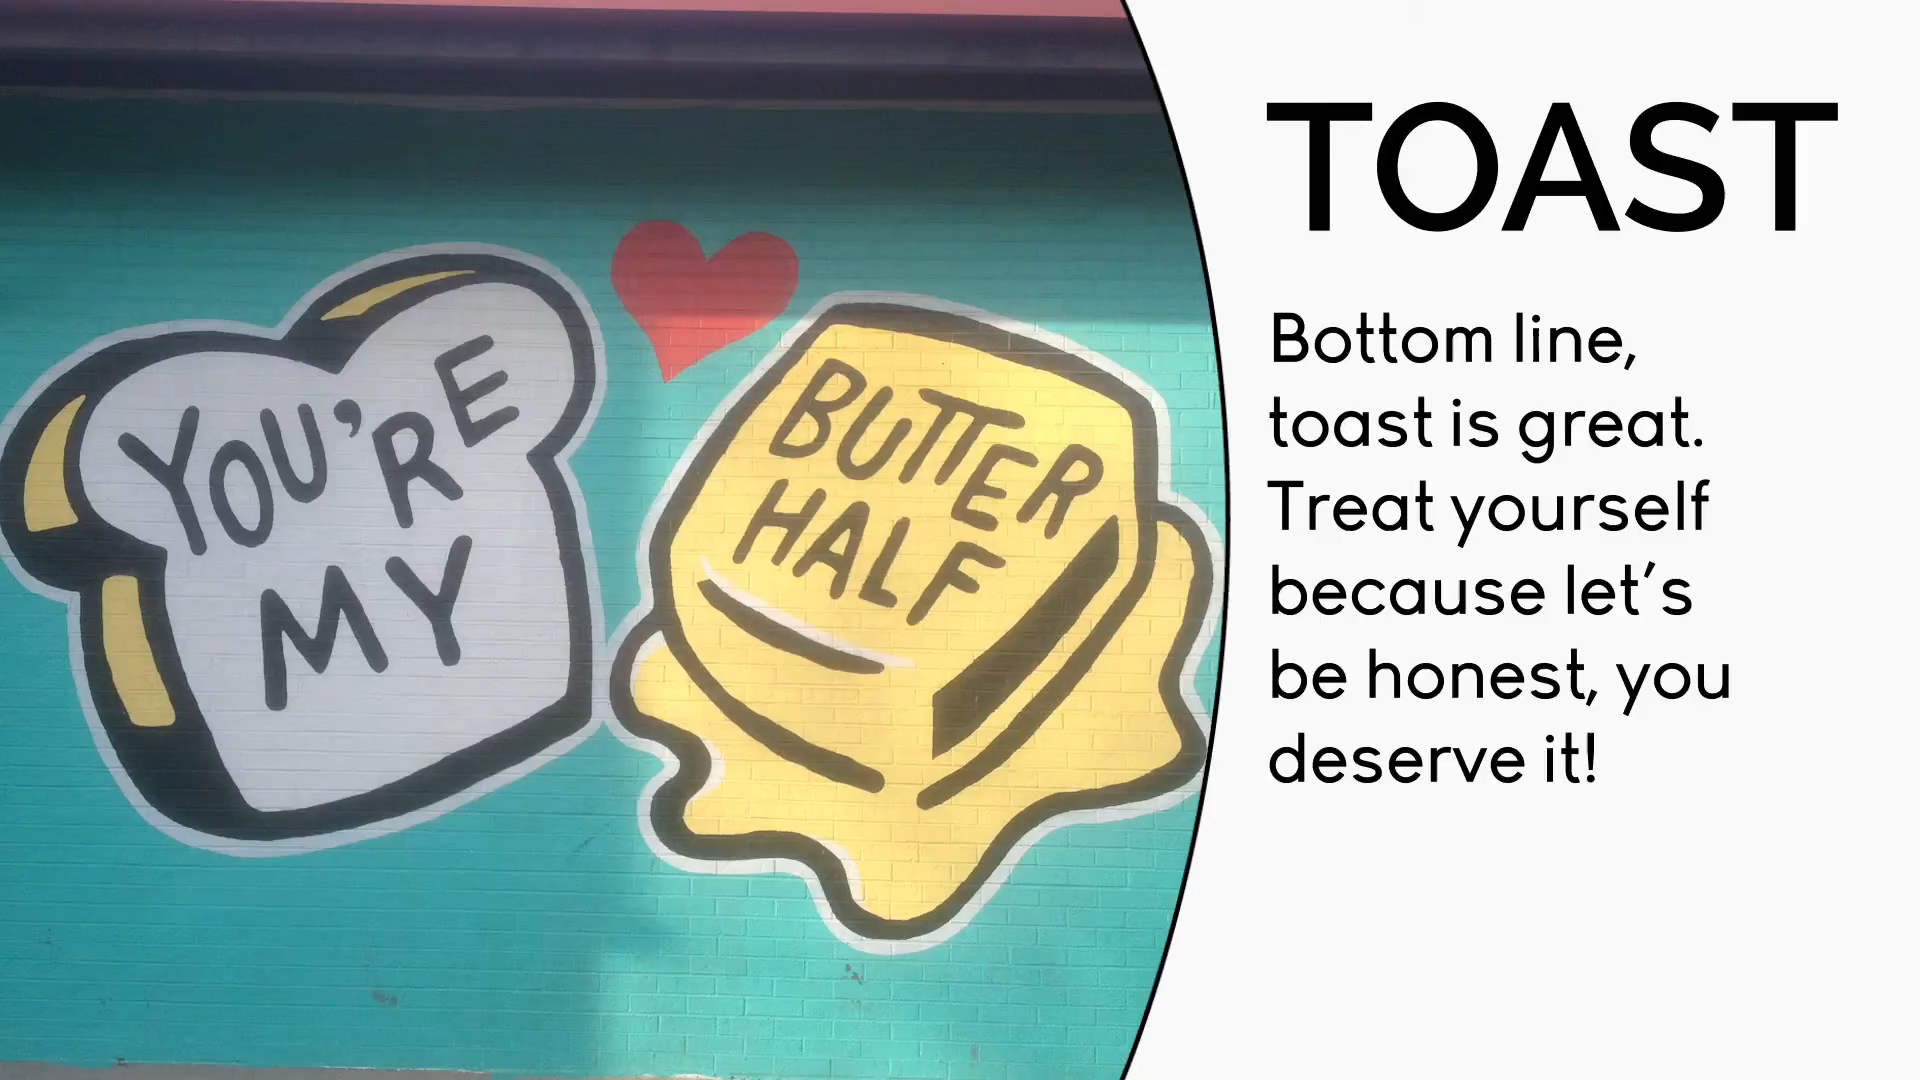 YOU'RE
MY
BUTTER
HALF
TOAST
Bottom line,
toast is great.
Treat yourself
because let's
be honest, you
deserve it!